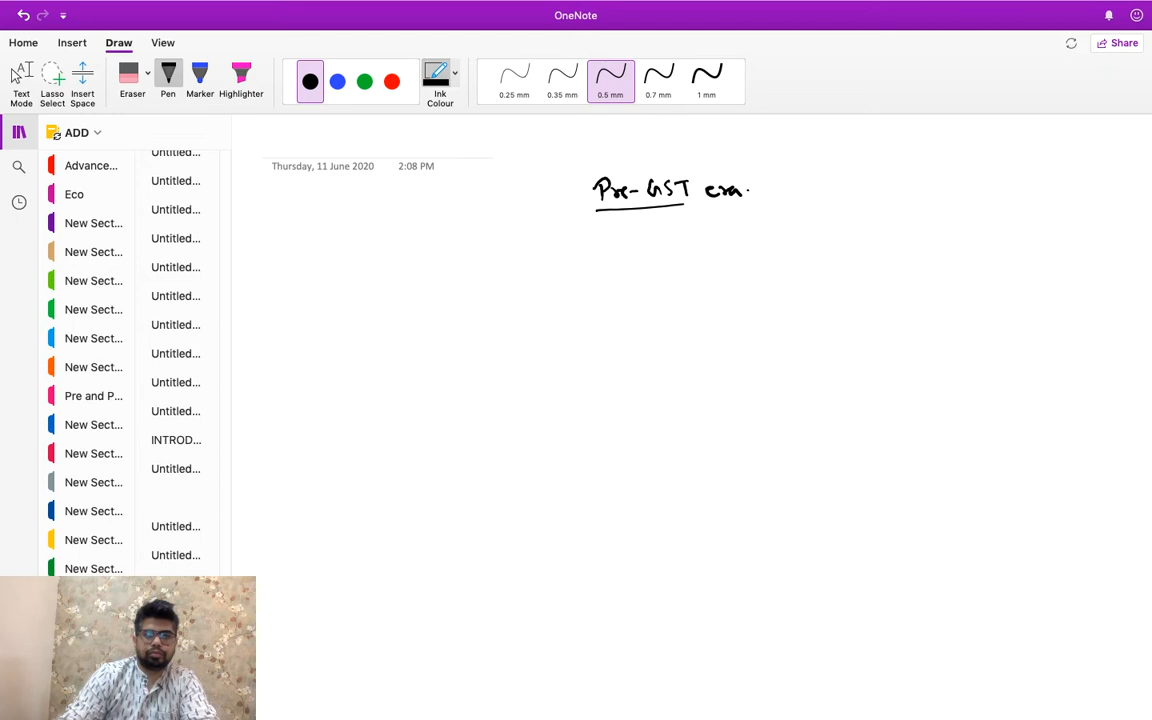 OneNote
Home Insert Draw View
Share
Text Mode
Lasso Select
Insert Space
Eraser
Pen
Marker
Highlighter
Ink Colour
0.25 mm
0.35 mm
0.5 mm
0.7 mm
1 mm
ADD
Advance...
Eco
New Sect...
New Sect...
New Sect...
New Sect...
New Sect...
New Sect...
Pre and P...
New Sect...
New Sect...
New Sect...
New Sect...
New Sect...
New Sect...
Untitled...
Untitled...
Untitled...
Untitled...
Untitled...
Untitled...
Untitled...
Untitled...
Untitled...
Untitled...
INTROD...
Untitled...
Untitled...
Untitled...
Thursday, 11 June 2020 2:08 PM
Pre-GST era.